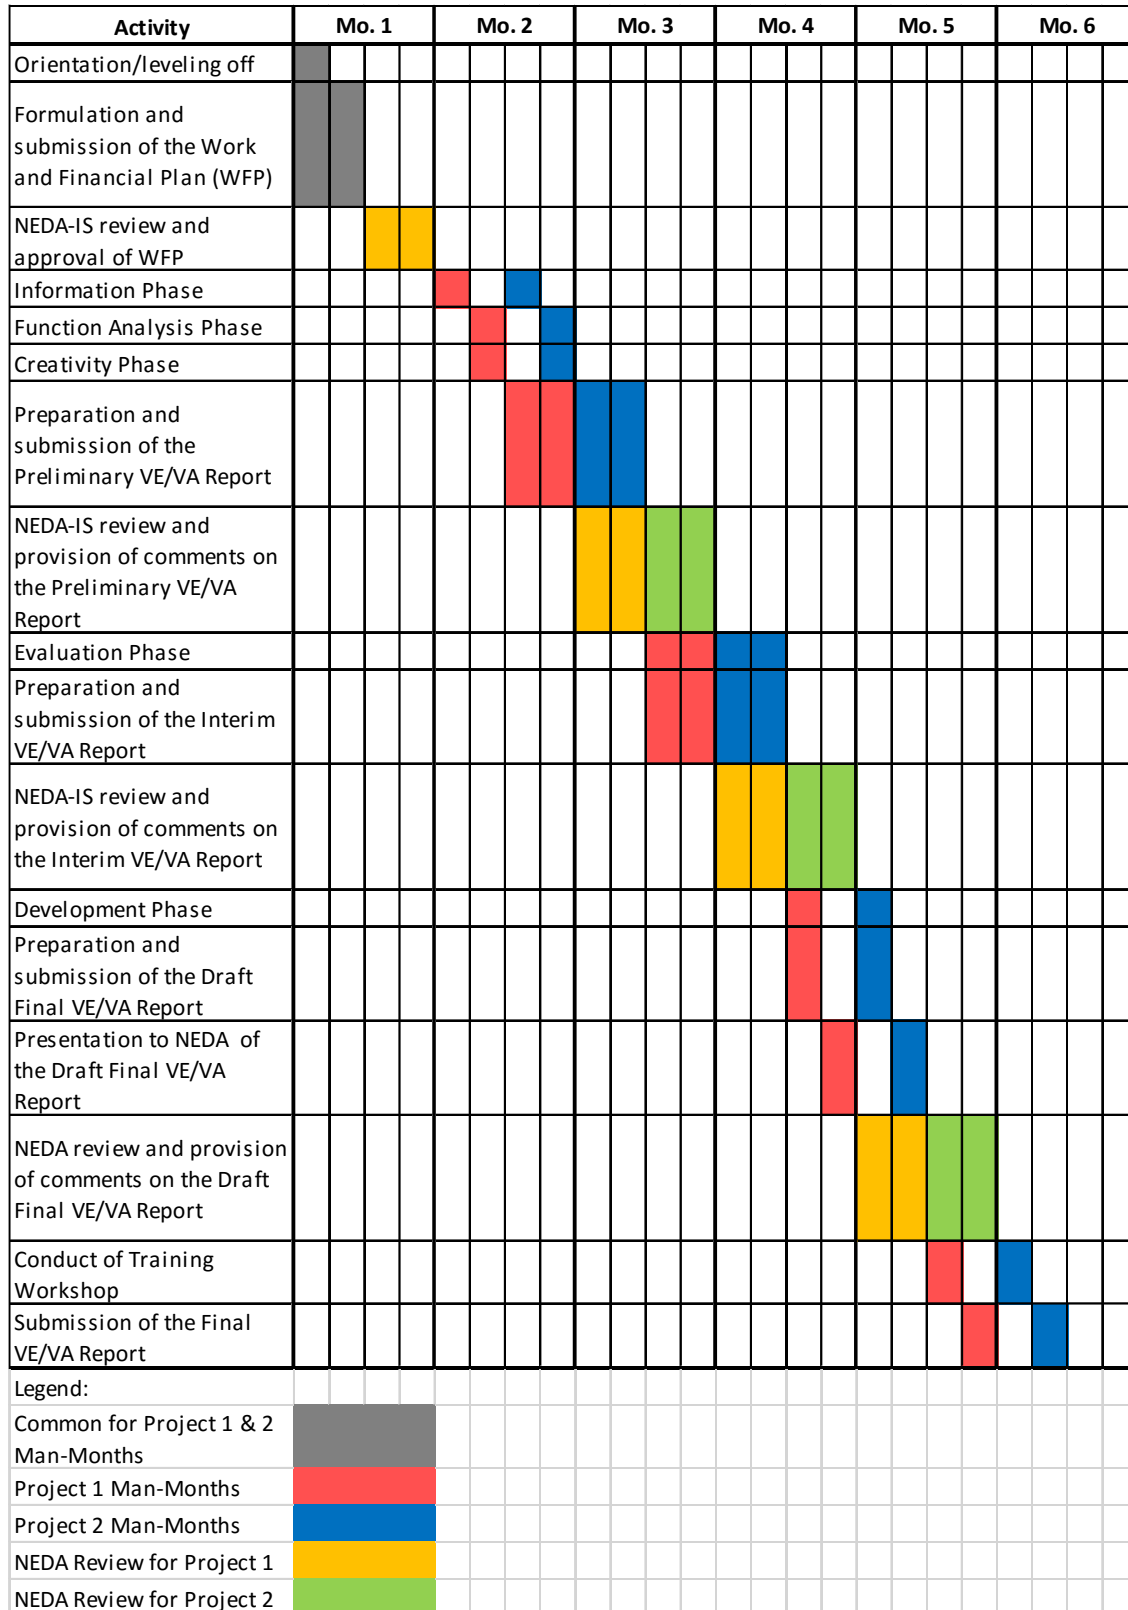 Activity Mo. 1 Mo. 2 Mo. 3 Mo. 4 Mo. 5 Mo. 6
Orientation/leveling off
Formulation and
submission of the Work
and Financial Plan (WFP)
NEDA-IS review and
approval of WFP
Information Phase
Function Analysis Phase
Creativity Phase
Preparation and
submission of the
Preliminary VE/VA Report
NEDA-IS review and
provision of comments on
the Preliminary VE/VA
Report
Evaluation Phase
Preparation and
submission of the Interim
VE/VA Report
NEDA-IS review and
provision of comments on
the Interim VE/VA Report
Development Phase
Preparation and
submission of the Draft
Final VE/VA Report
Presentation to NEDA of
the Draft Final VE/VA
Report
NEDA review and provision
of comments on the Draft
Final VE/VA Report
Conduct of Training
Workshop
Submission of the Final
VE/VA Report
Legend:
Common for Project 1 & 2
Man-Months
Project 1 Man-Months
Project 2 Man-Months
NEDA Review for Project 1
NEDA Review for Project 2